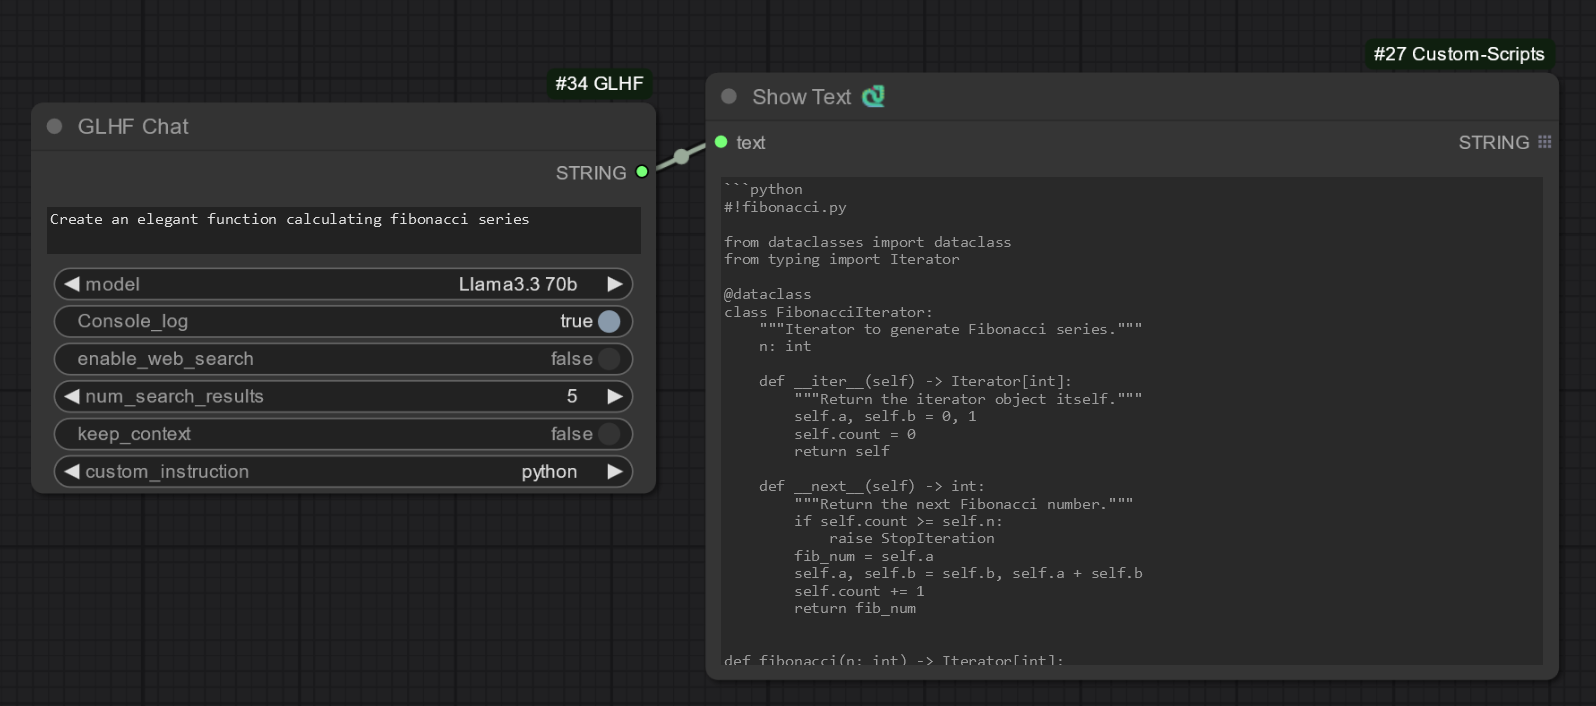 #34 GLHF
GLHF Chat
STRING
Create an elegant function calculating fibonacci series
model Llama3.3 70b
Console_log true
enable_web_search false
num_search_results 5
keep_context false
custom_instruction python
#27 Custom-Scripts
Show Text
text STRING
```python
#!fibonacci.py

from dataclasses import dataclass
from typing import Iterator

@dataclass
class FibonacciIterator:
    """Iterator to generate Fibonacci series."""
    n: int

    def __iter__(self) -> Iterator[int]:
        """Return the iterator object itself."""
        self.a, self.b = 0, 1
        self.count = 0
        return self

    def __next__(self) -> int:
        """Return the next Fibonacci number."""
        if self.count >= self.n:
            raise StopIteration
        fib_num = self.a
        self.a, self.b = self.b, self.a + self.b
        self.count += 1
        return fib_num


def fibonacci(n: int) -> Iterator[int]: